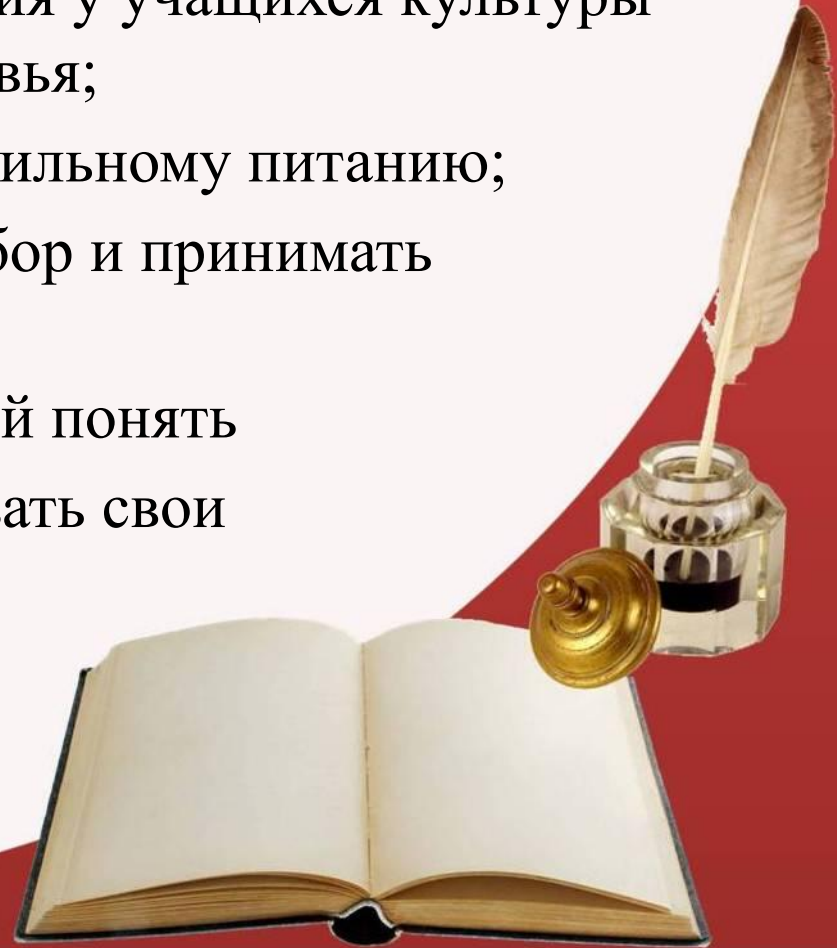 ия у учащихся культуры
вья;
ильному питанию;
бор и принимать
й понять
ать свои